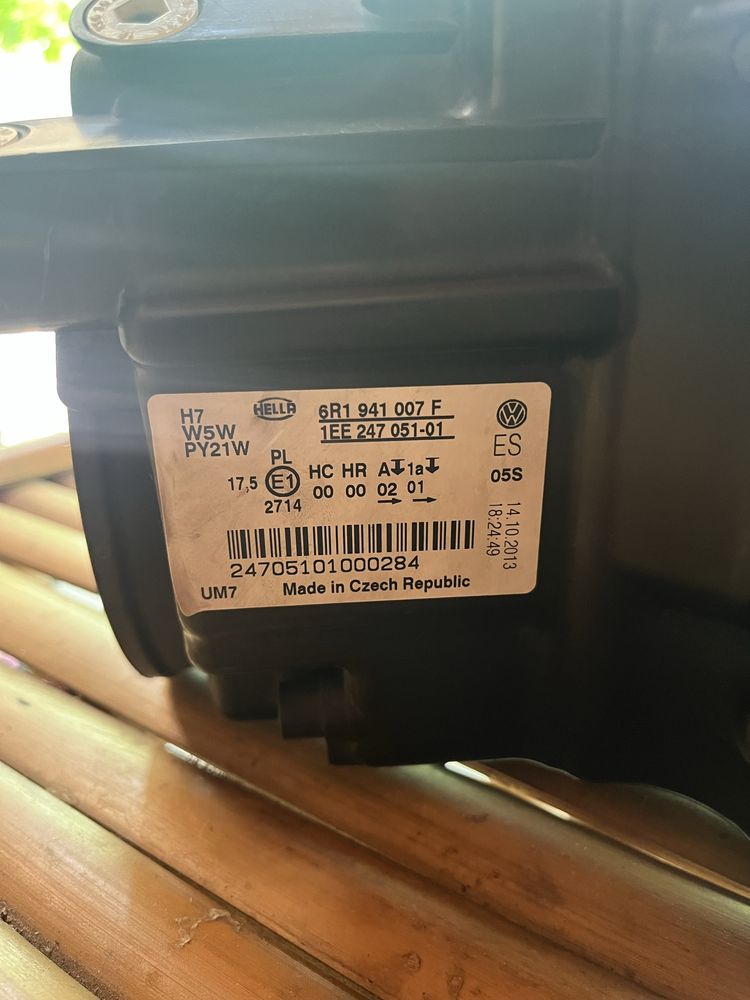 H7
W5W
PY21W
HELLA
6R1 941 007 F
1EE 247 051-01
ES
05S
PL
17,5 E1 HC HR A 1a
2714 00 00 02 01
24705101000284
UM7 Made in Czech Republic
14.10.2013
18:24:49